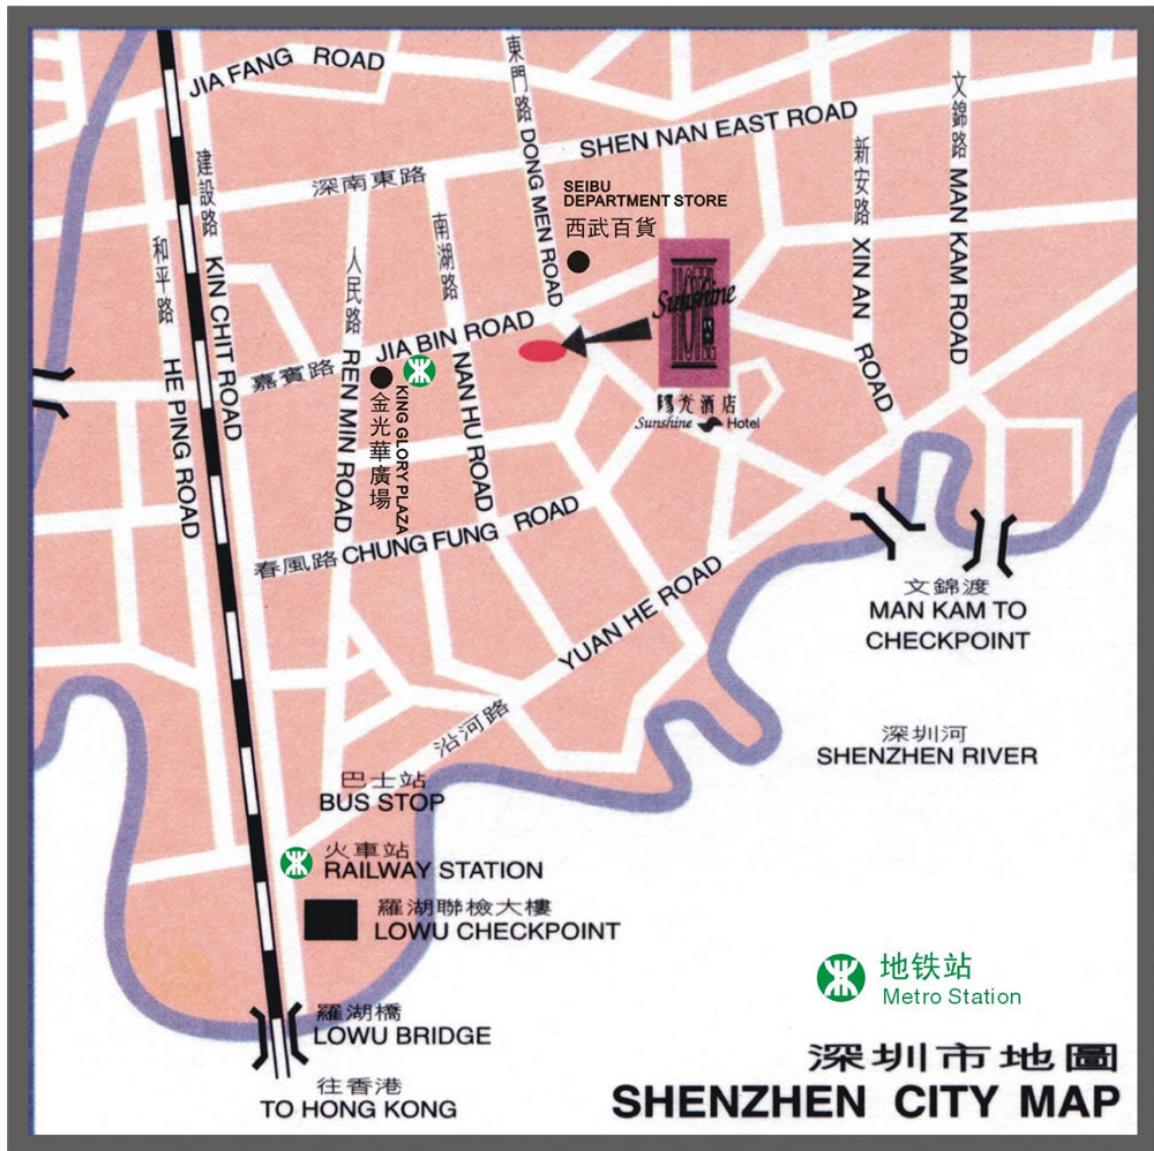 JIA FANG ROAD
東門路 DONG MEN ROAD
SHEN NAN EAST ROAD
深南東路
文錦路 MAN KAM ROAD
新安路 XIN AN ROAD
建設路 KIN CHIT ROAD
和平路 HE PING ROAD
人民路 REN MIN ROAD
南湖路 NAN HU ROAD
SEIBU
DEPARTMENT STORE
西武百貨
嘉賓路 JIA BIN ROAD
金光華廣場
KING GLORY PLAZA
Sunshine
陽光酒店
Sunshine Hotel
春風路 CHUNG FUNG ROAD
沿河路 YUAN HE ROAD
文錦渡
MAN KAM TO
CHECKPOINT
深圳河
SHENZHEN RIVER
巴士站
BUS STOP
火車站
RAILWAY STATION
羅湖聯檢大樓
LOWU CHECKPOINT
羅湖橋
LOWU BRIDGE
往香港
TO HONG KONG
地铁站
Metro Station
深圳市地圖
SHENZHEN CITY MAP